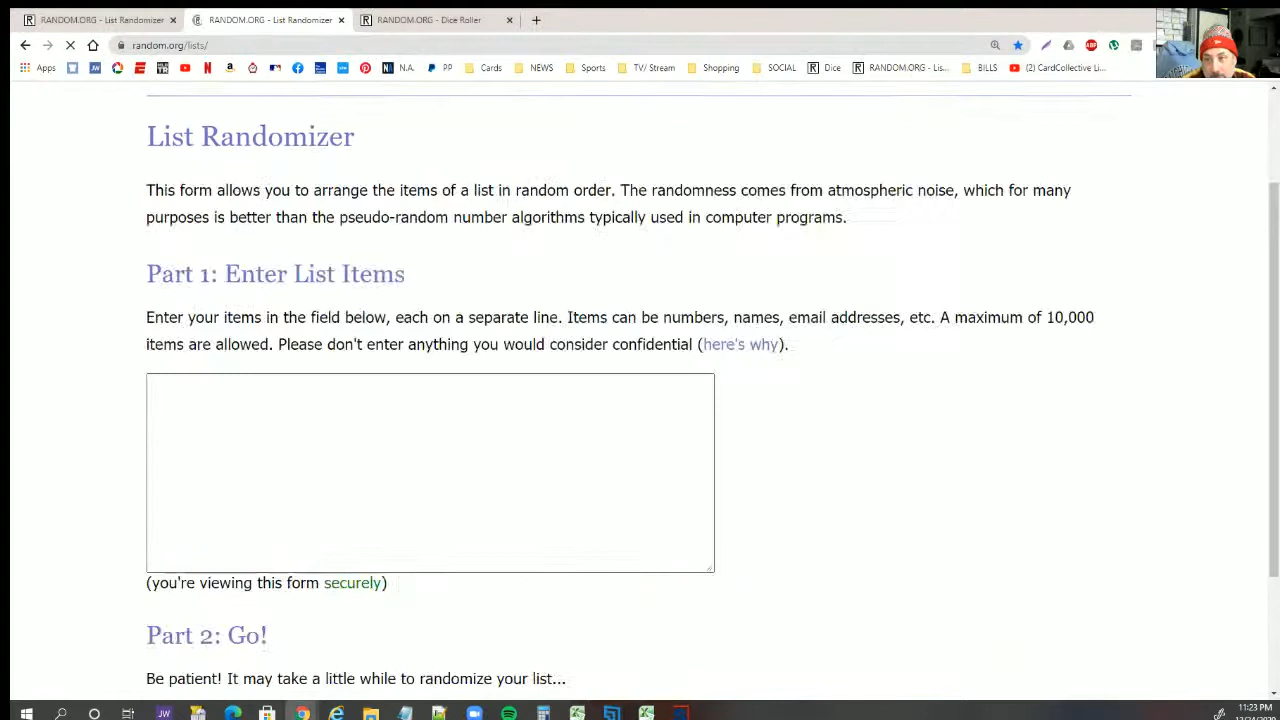 RANDOM.ORG - List Randomizer
RANDOM.ORG - List Randomizer
RANDOM.ORG - Dice Roller
random.org/lists/
Apps
N.A.
PP
Cards
NEWS
Sports
TV/ Stream
Shopping
SOCIAL
Dice
RANDOM.ORG - Lis...
BILLS
(2) CardCollective Li...
List Randomizer
This form allows you to arrange the items of a list in random order. The randomness comes from atmospheric noise, which for many
purposes is better than the pseudo-random number algorithms typically used in computer programs.
Part 1: Enter List Items
Enter your items in the field below, each on a separate line. Items can be numbers, names, email addresses, etc. A maximum of 10,000
items are allowed. Please don't enter anything you would consider confidential (here's why).
(you're viewing this form securely)
Part 2: Go!
Be patient! It may take a little while to randomize your list...
11:23 PM